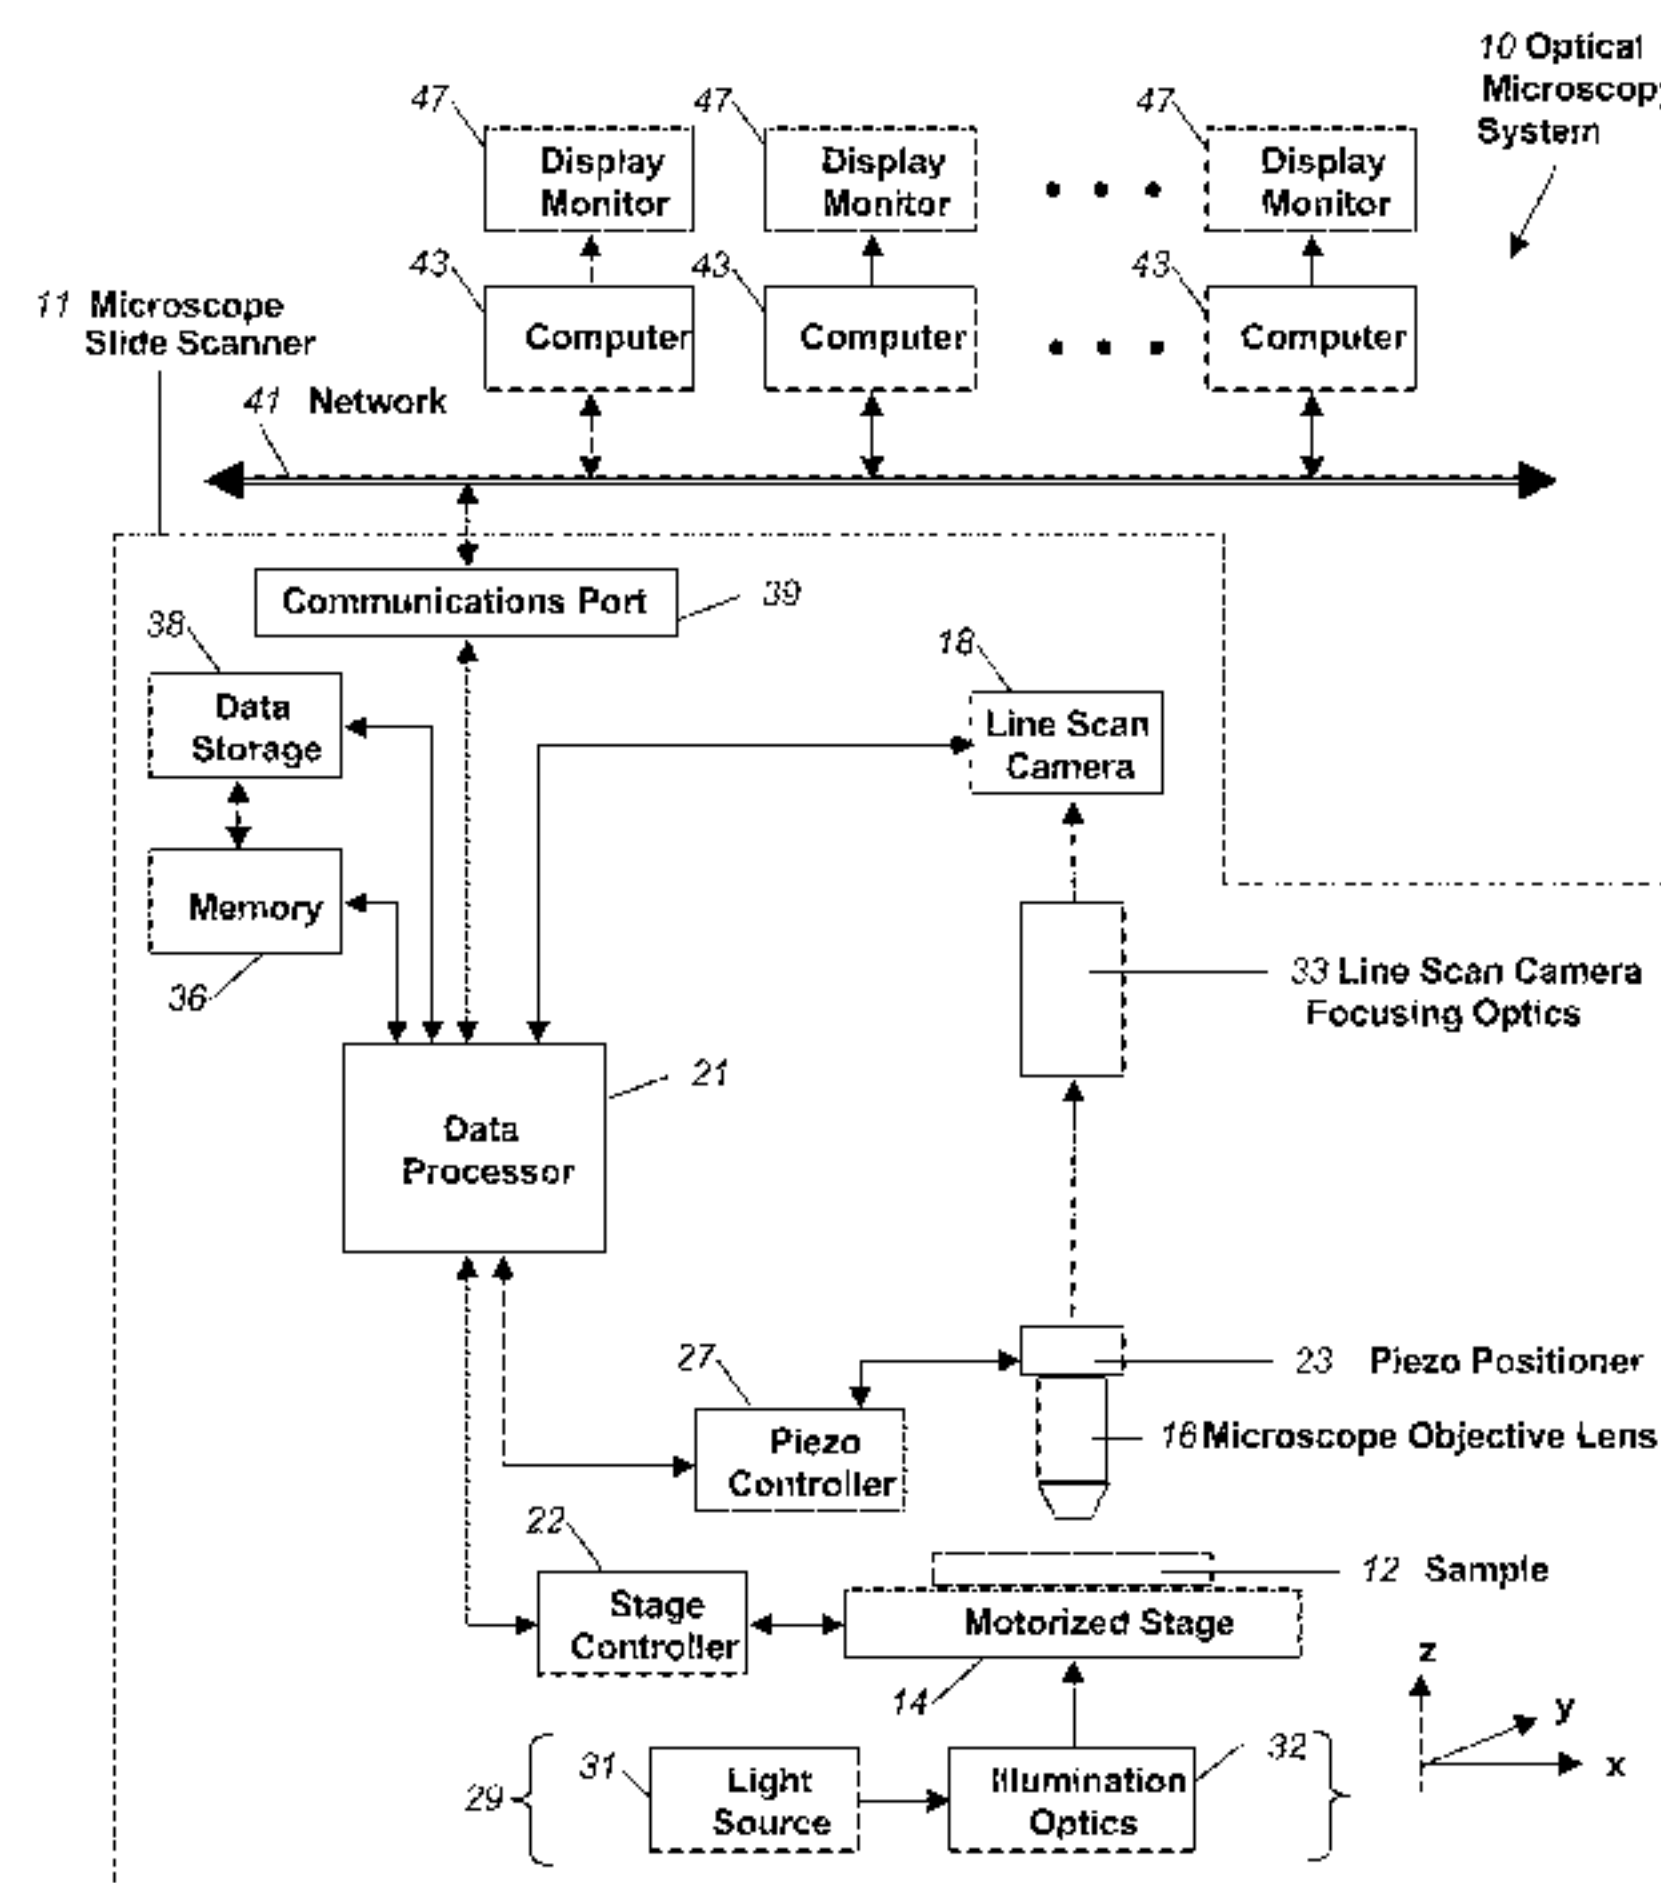 10 Optical
Microscopy
System
47
47
47
Display
Monitor
Display
Monitor
Display
Monitor
43
43
43
Computer
Computer
Computer
11 Microscope
Slide Scanner
41 Network
Communications Port
39
38
Data
Storage
18
Line Scan
Camera
Memory
36
33 Line Scan Camera
Focusing Optics
21
Data
Processor
27
Piezo
Controller
23 Piezo Positioner
16 Microscope Objective Lens
22
Stage
Controller
12 Sample
Motorized Stage
14
z
y
x
29
31
Light
Source
Illumination
Optics
32